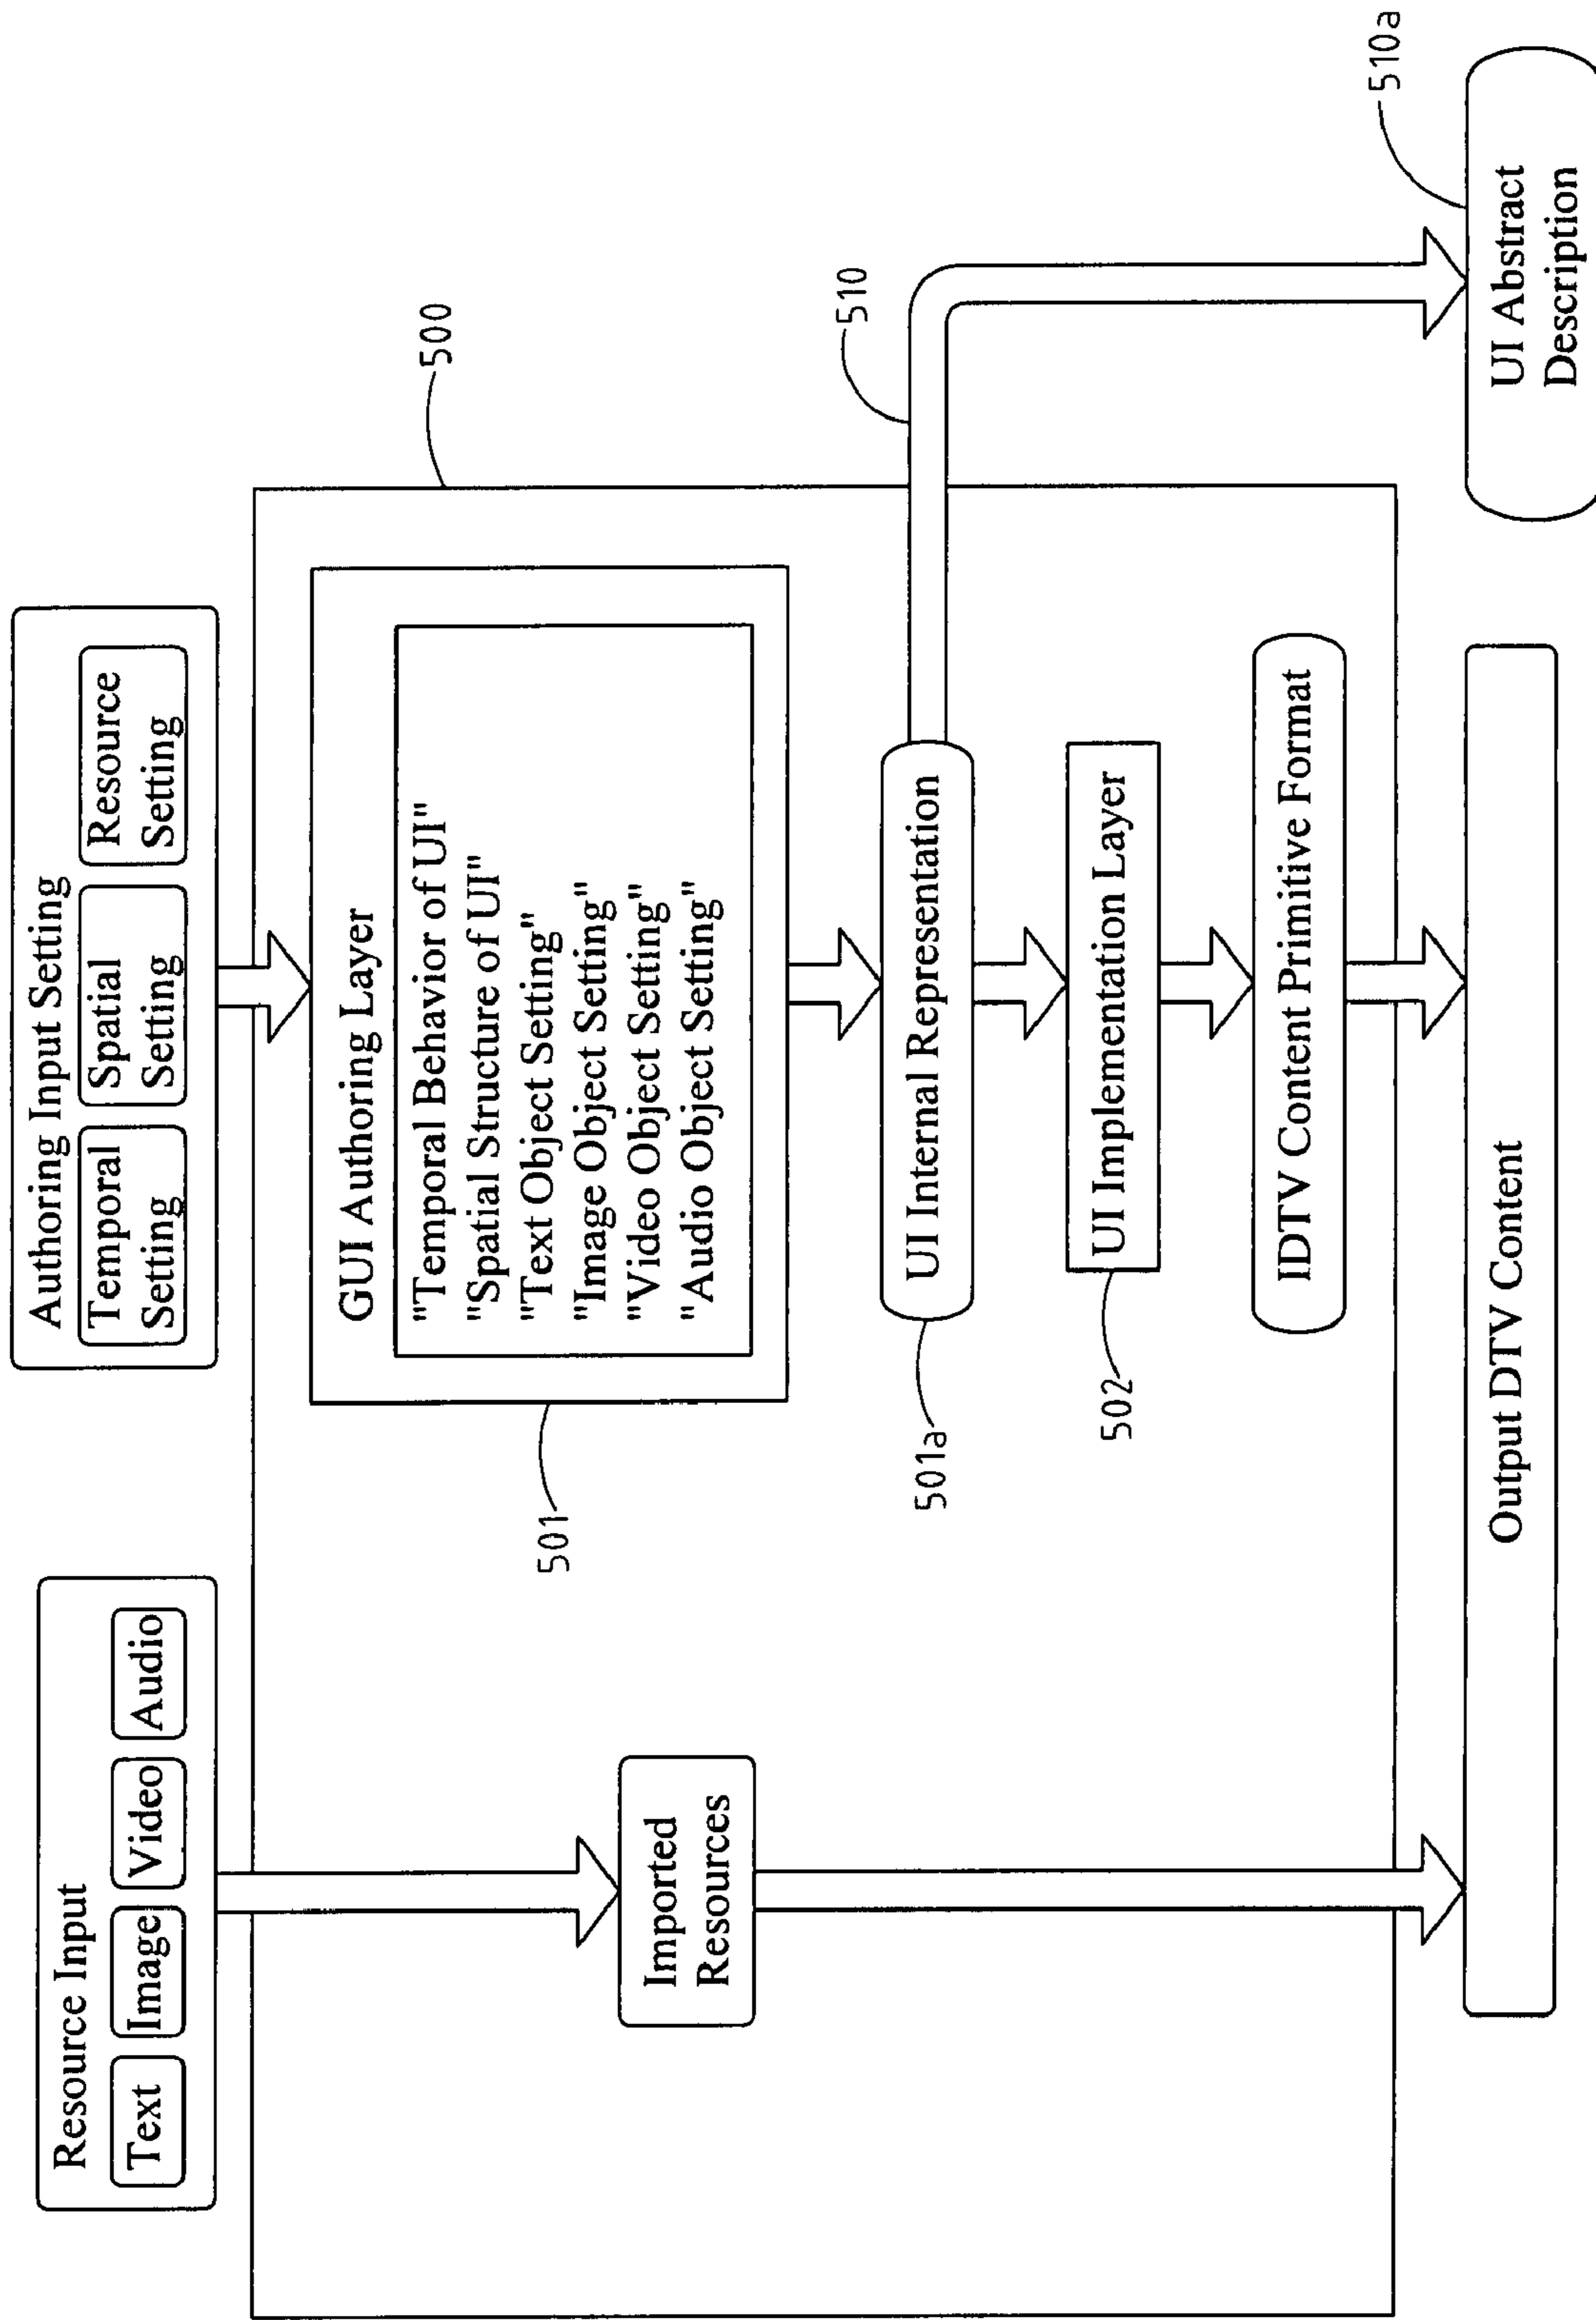 Resource Input
Text
Image
Video
Audio
Authoring Input Setting
Temporal
Setting
Spatial
Setting
Resource
Setting
500
GUI Authoring Layer
"Temporal Behavior of UI"
"Spatial Structure of UI"
"Text Object Setting"
"Image Object Setting"
"Video Object Setting"
"Audio Object Setting"
501
Imported
Resources
UI Internal Representation
501a
510
UI Implementation Layer
502
IDTV Content Primitive Format
Output DTV Content
UI Abstract
Description
510a